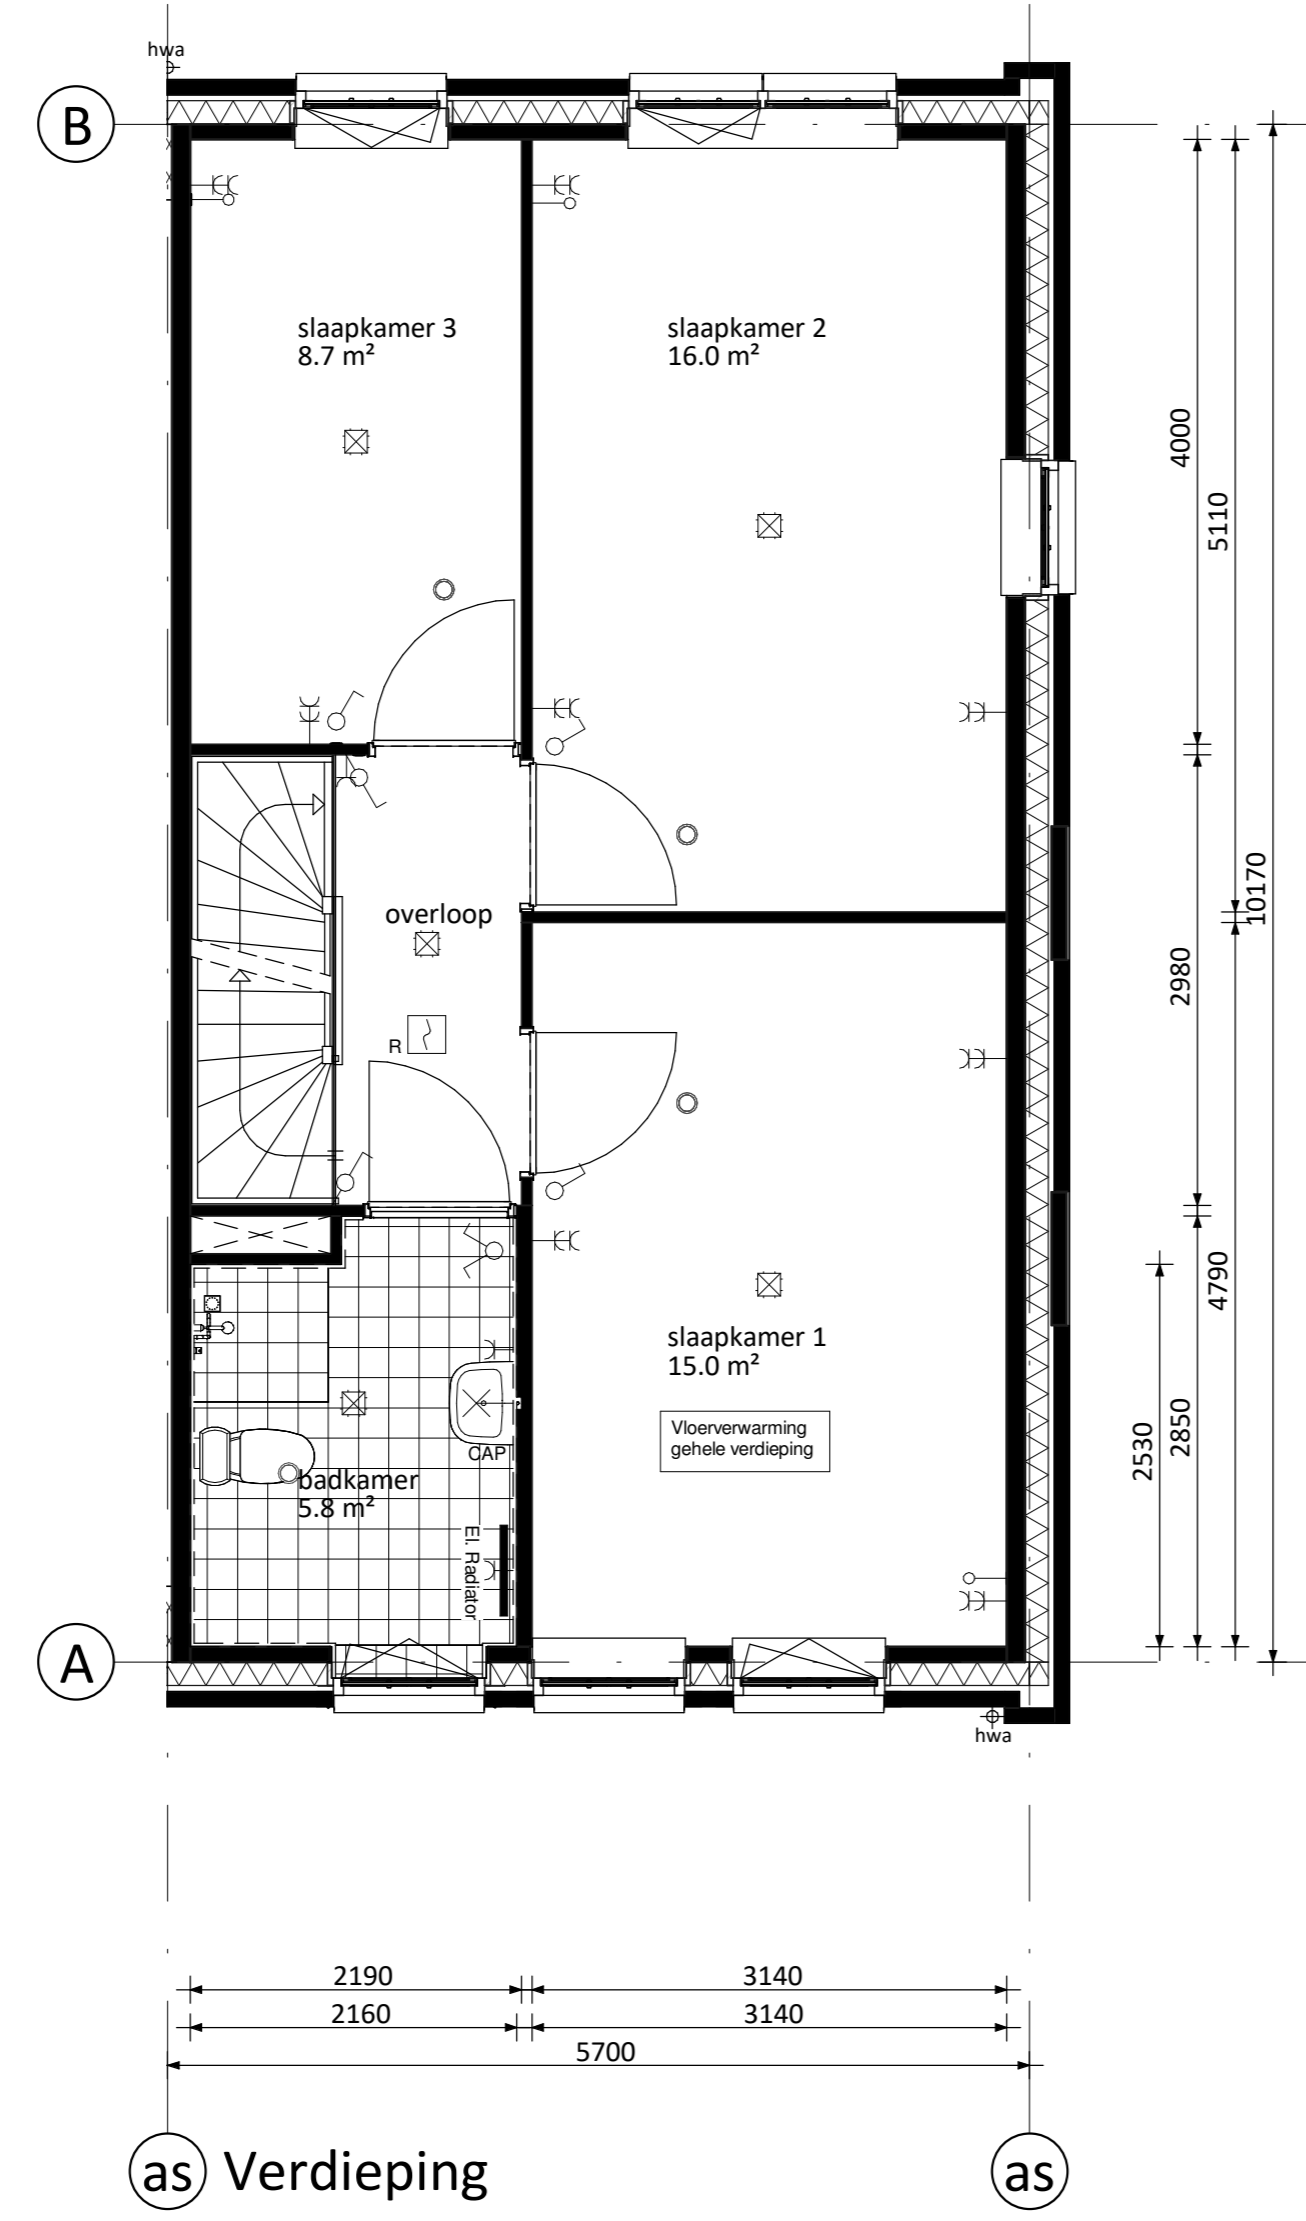 hwa
B
slaapkamer 3
8.7 m²
slaapkamer 2
16.0 m²
4000
5110
10170
overloop
2980
R
4790
slaapkamer 1
15.0 m²
Vloerverwarming
gehele verdieping
2530
2850
CAP
badkamer
5.8 m²
El. Radiator
A
hwa
2190
3140
2160
3140
5700
as
Verdieping
as